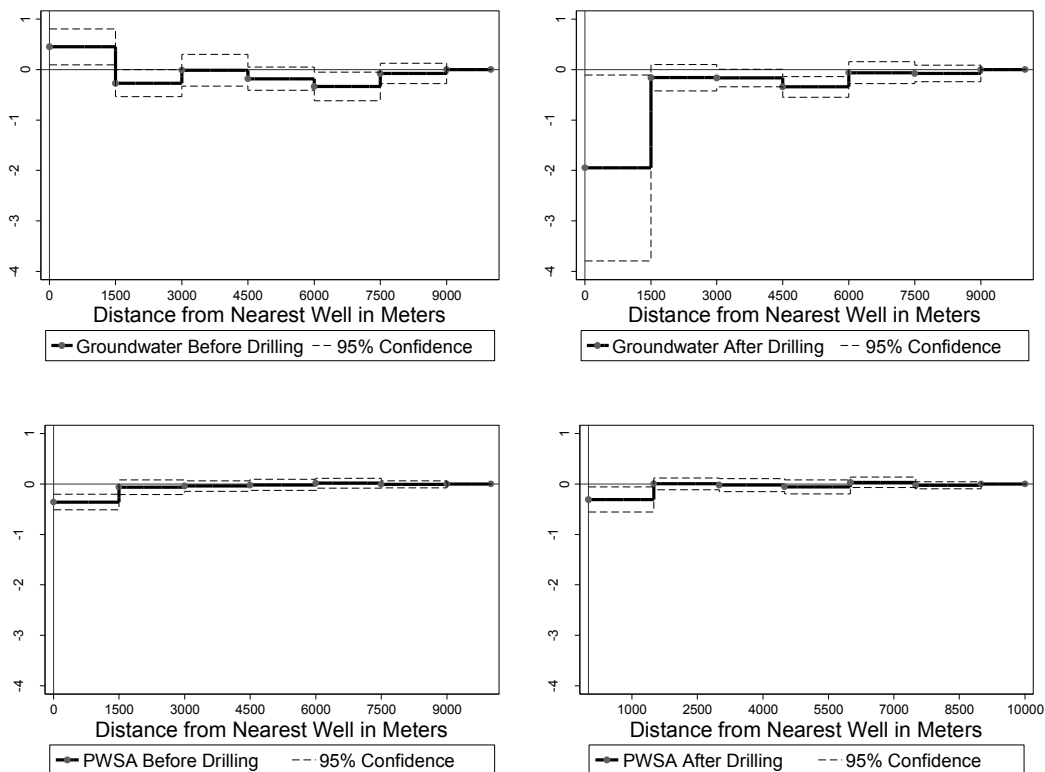 1
0
-1
-2
-3
-4
0 1500 3000 4500 6000 7500 9000
Distance from Nearest Well in Meters
Groundwater Before Drilling 95% Confidence
1
0
-1
-2
-3
-4
0 1500 3000 4500 6000 7500 9000
Distance from Nearest Well in Meters
Groundwater After Drilling 95% Confidence
1
0
-1
-2
-3
-4
0 1500 3000 4500 6000 7500 9000
Distance from Nearest Well in Meters
PWSA Before Drilling 95% Confidence
1
0
-1
-2
-3
-4
1000 2500 4000 5500 7000 8500 10000
Distance from Nearest Well in Meters
PWSA After Drilling 95% Confidence